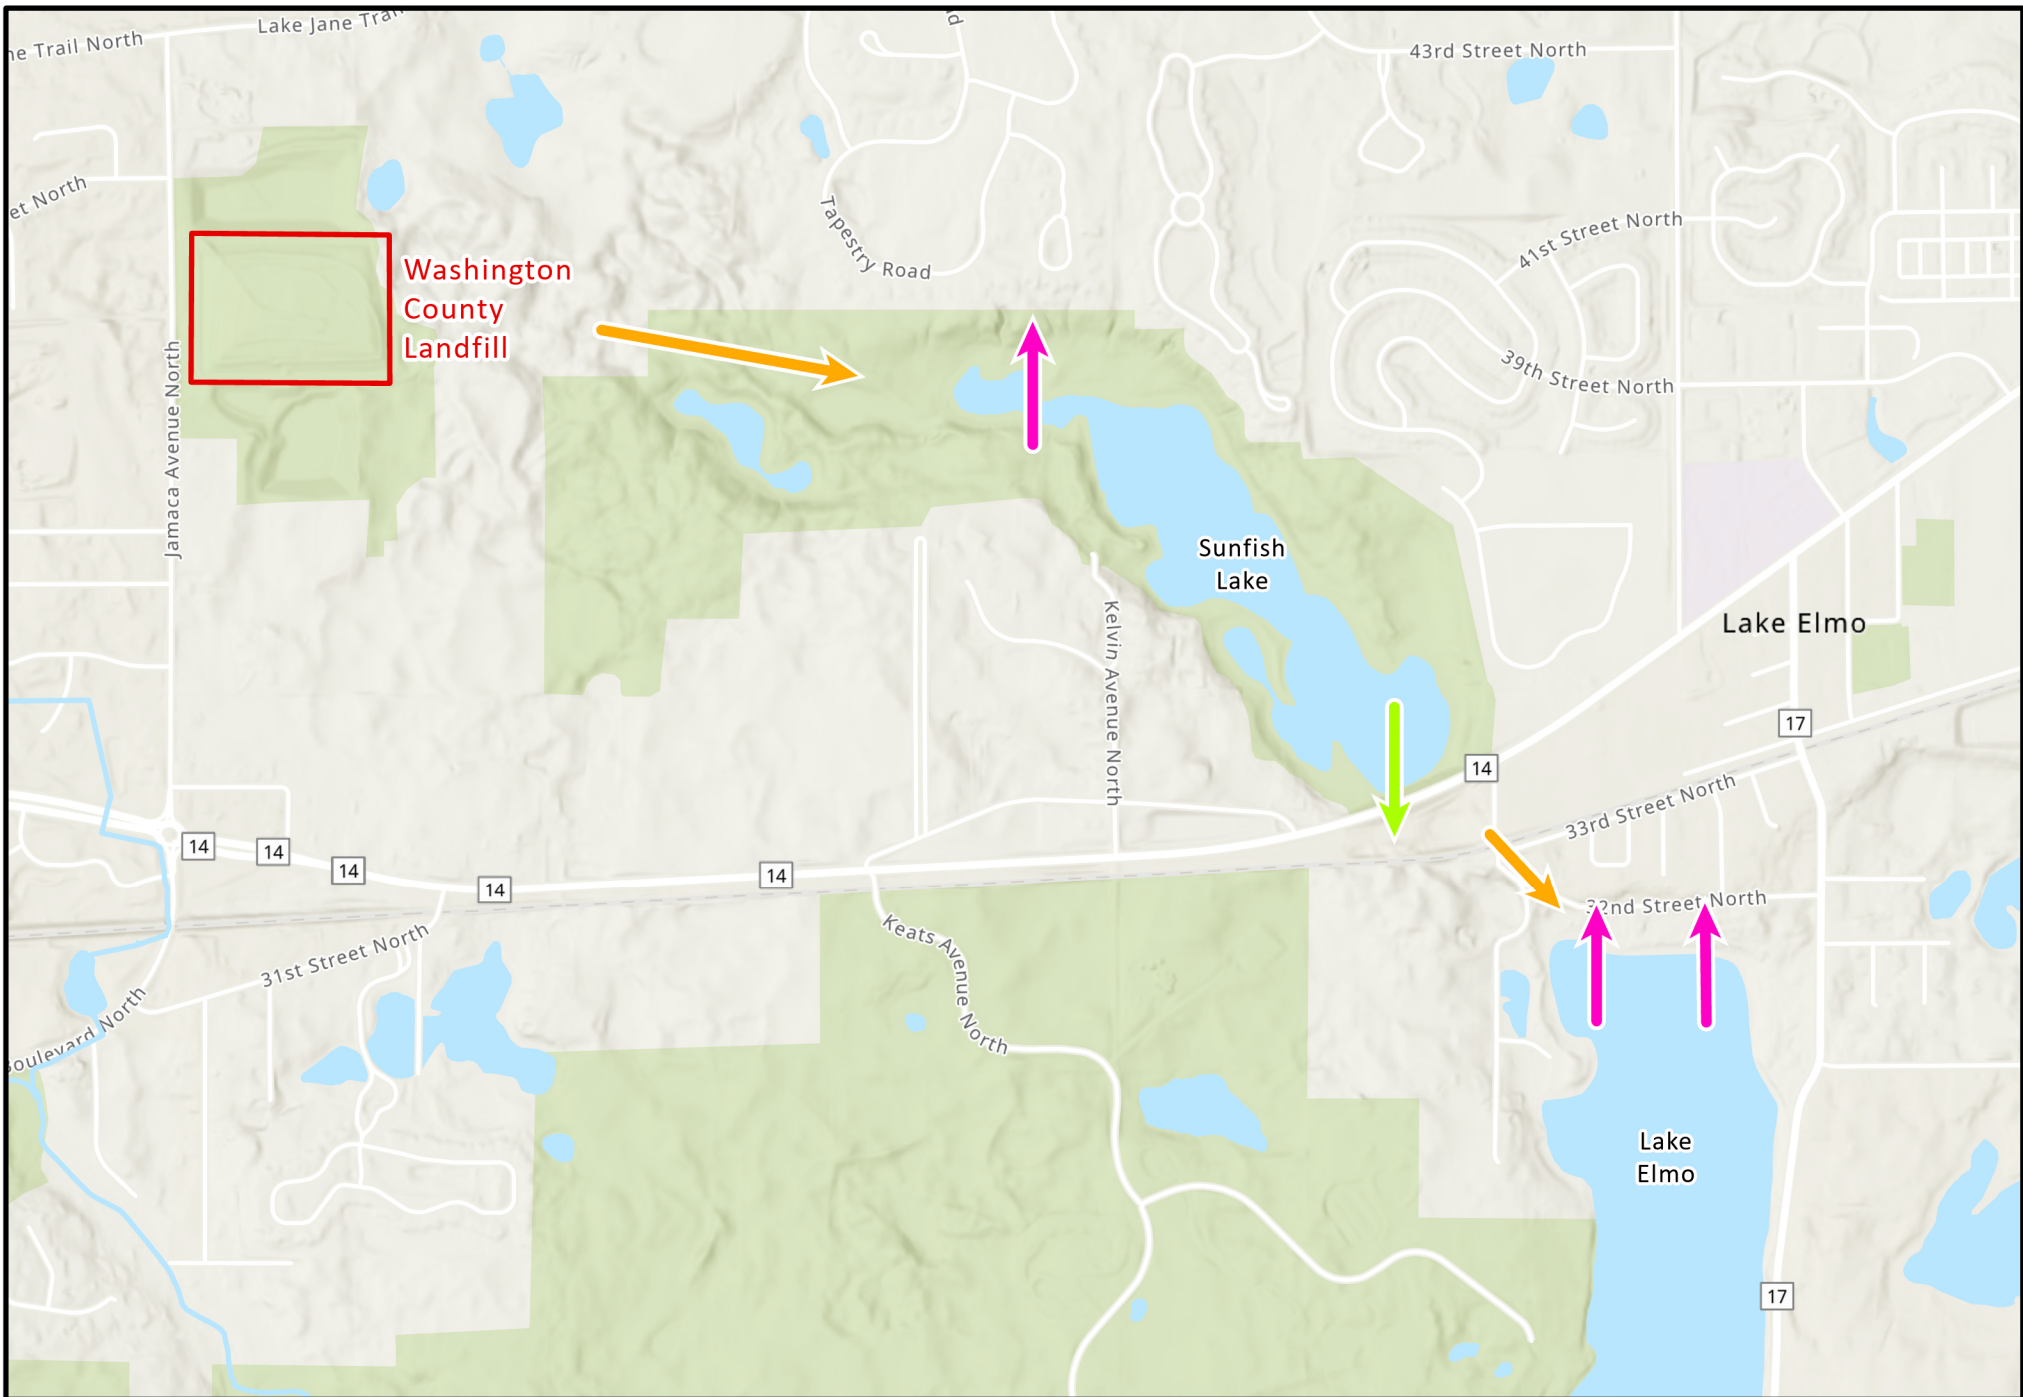 Lake Jane Trail
ne Trail North
43rd Street North
et North
Tapestry Road
41st Street North
Washington
County
Landfill
Jamaca Avenue North
39th Street North
Sunfish
Lake
Lake Elmo
Kelvin Avenue North
17
14
33rd Street North
14
14
14
14
14
32nd Street North
Keats Avenue North
31st Street North
Boulevard North
Lake
Elmo
17